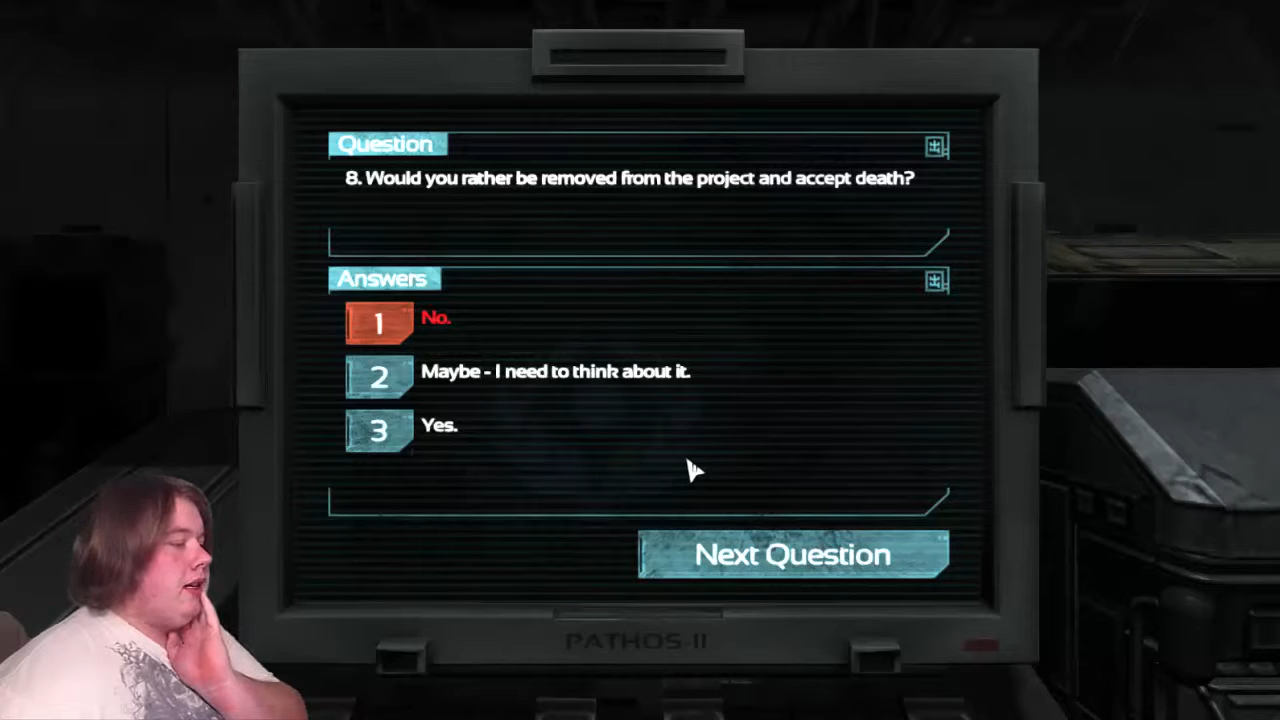 Question
8. Would you rather be removed from the project and accept death?
Answers
1 No.
2 Maybe - I need to think about it.
3 Yes.
Next Question
PATHOS-II